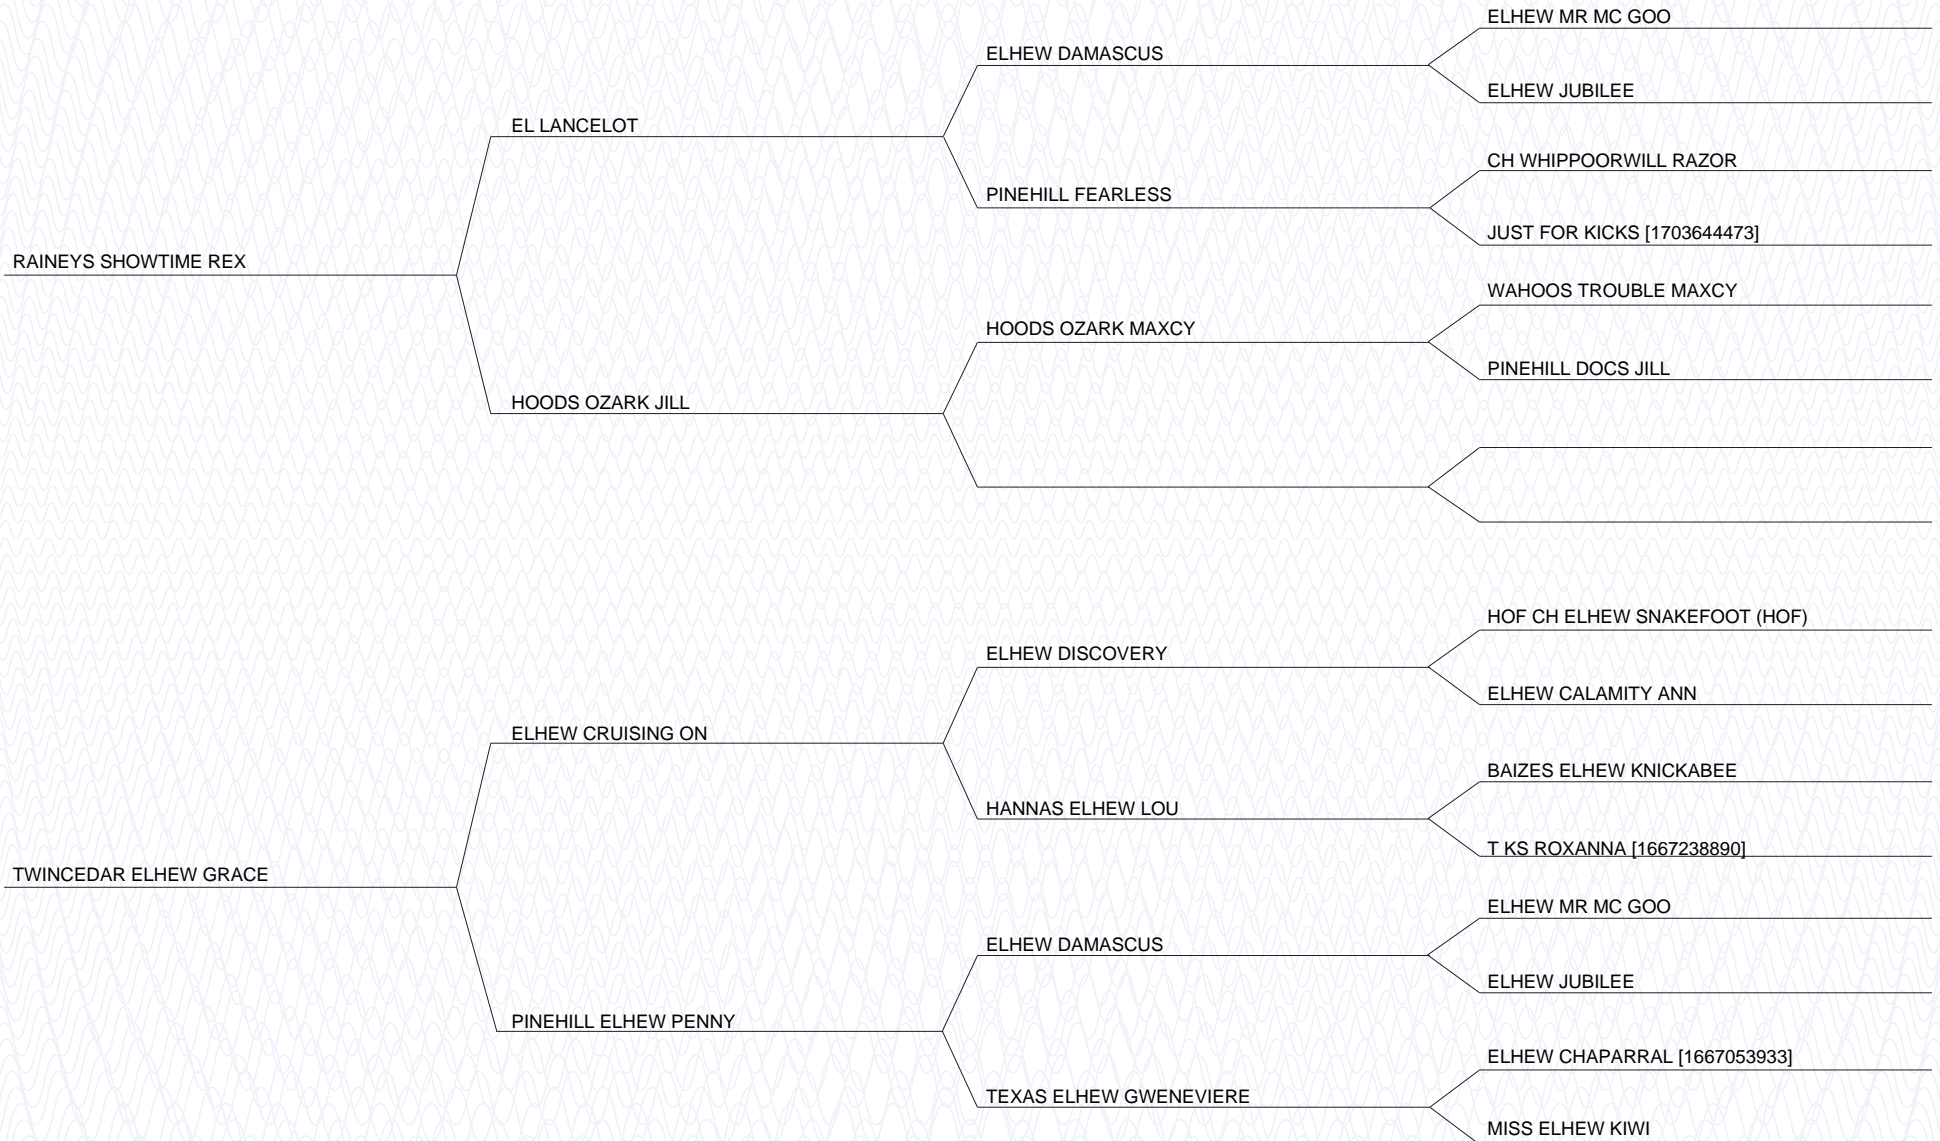 ELHEW MR MC GOO
ELHEW DAMASCUS
ELHEW JUBILEE
EL LANCELOT
CH WHIPPOORWILL RAZOR
PINEHILL FEARLESS
JUST FOR KICKS [1703644473]
RAINEYS SHOWTIME REX
WAHOOS TROUBLE MAXCY
HOODS OZARK MAXCY
PINEHILL DOCS JILL
HOODS OZARK JILL
HOF CH ELHEW SNAKEFOOT (HOF)
ELHEW DISCOVERY
ELHEW CALAMITY ANN
ELHEW CRUISING ON
BAIZES ELHEW KNICKABEE
HANNAS ELHEW LOU
T KS ROXANNA [1667238890]
TWINCEDAR ELHEW GRACE
ELHEW MR MC GOO
ELHEW DAMASCUS
ELHEW JUBILEE
PINEHILL ELHEW PENNY
ELHEW CHAPARRAL [1667053933]
TEXAS ELHEW GWENEVIERE
MISS ELHEW KIWI